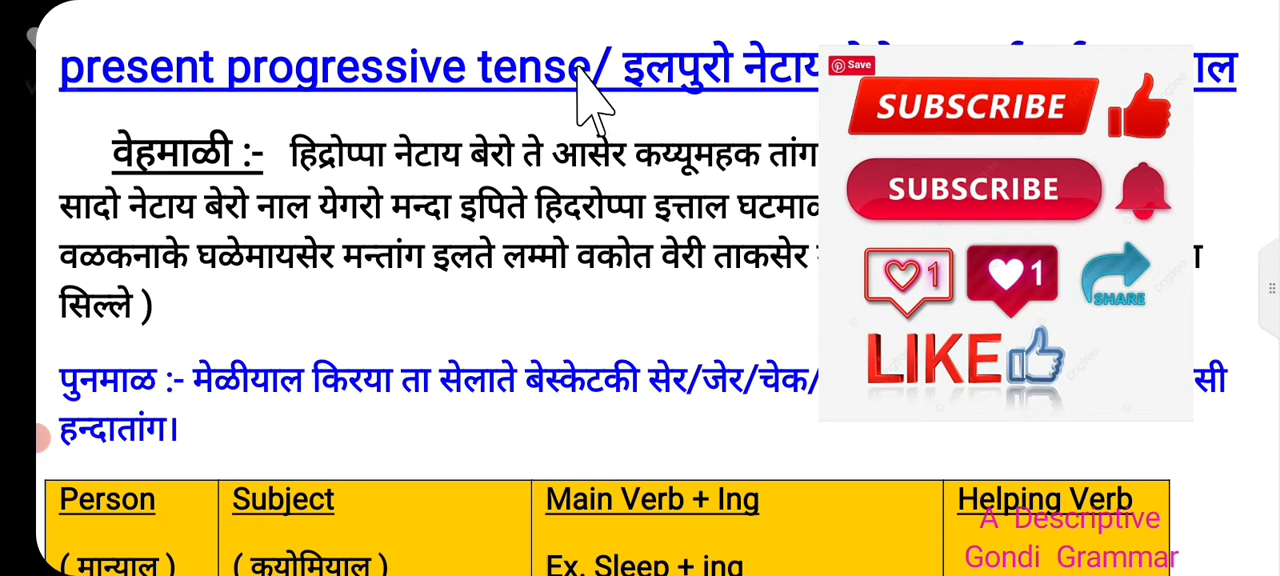 present progressive tense/ इलपुरो नेटाय
वेहमाळी :- हिद्रोप्पा नेटाय बेरो ते आसेर कय्यूमहक तांग
सादो नेटाय बेरो नाल येगरो मन्दा इपिते हिदरोप्पा इत्ताल
वळकनाके घळेमायसेर मन्तांग इलते लम्मो वकोत वेरी ताकसेर
सिल्ले )
पुनमाळ :- मेळीयाल किरया ता सेलाते बेस्केटकी सेर/जेर/चेक/
हन्दातांग।
Save
SUBSCRIBE
SUBSCRIBE
1 1 SHARE
LIKE
Person Subject Main Verb + Ing Helping Verb
( मान्याल ) ( कयोमियाल ) Ex. Sleep + ing
A Descriptive
Gondi Grammar